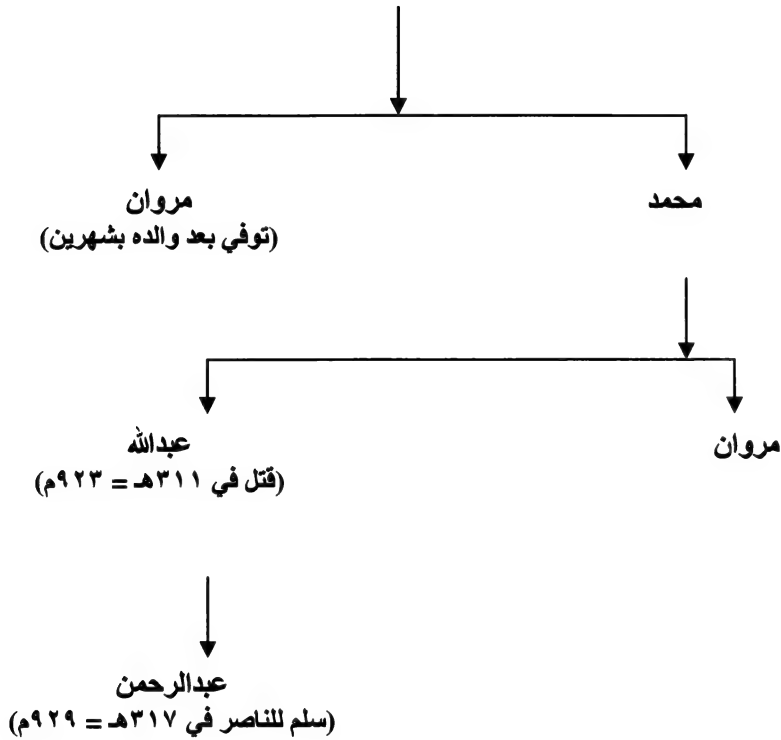 محمد
مروان
(توفي بعد والده بشهرين)
مروان
عبدالله
(قتل في ٣١١هـ = ٩٢٣م)
عبدالرحمن
(سلم للناصر في ٣١٧هـ = ٩٢٩م)